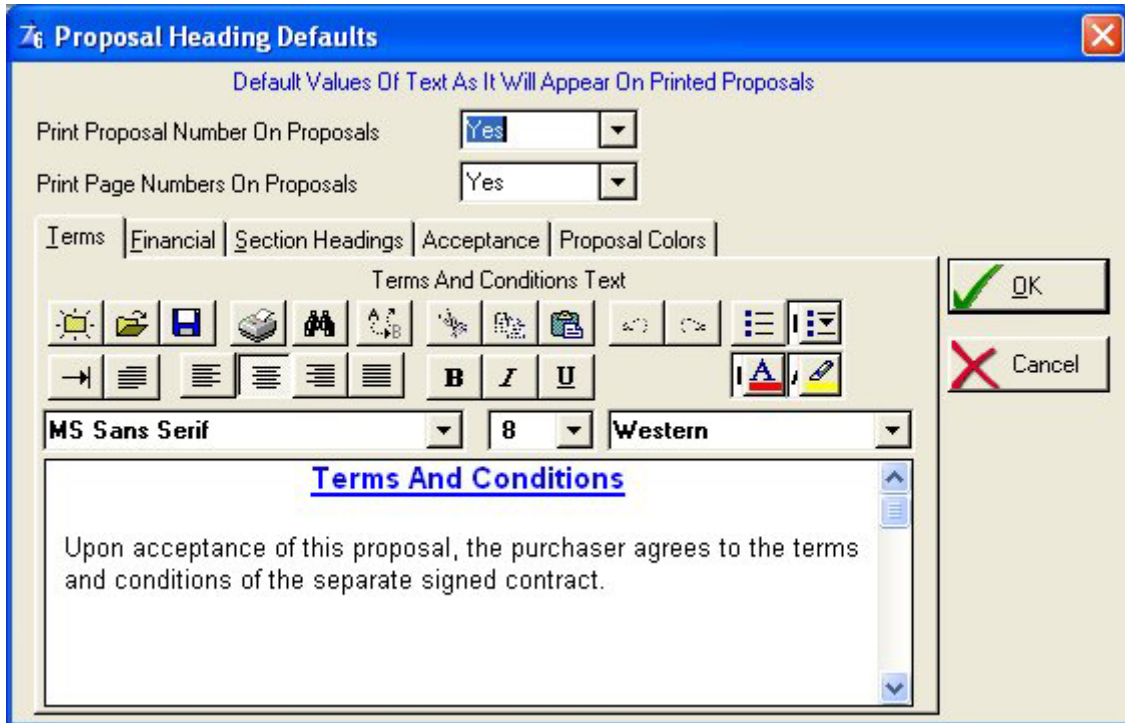 Proposal Heading Defaults
Default Values Of Text As It Will Appear On Printed Proposals
Print Proposal Number On Proposals Yes
Print Page Numbers On Proposals Yes
Terms Financial Section Headings Acceptance Proposal Colors
Terms And Conditions Text
OK
B I U A
Cancel
MS Sans Serif 8 Western
Terms And Conditions
Upon acceptance of this proposal, the purchaser agrees to the terms
and conditions of the separate signed contract.